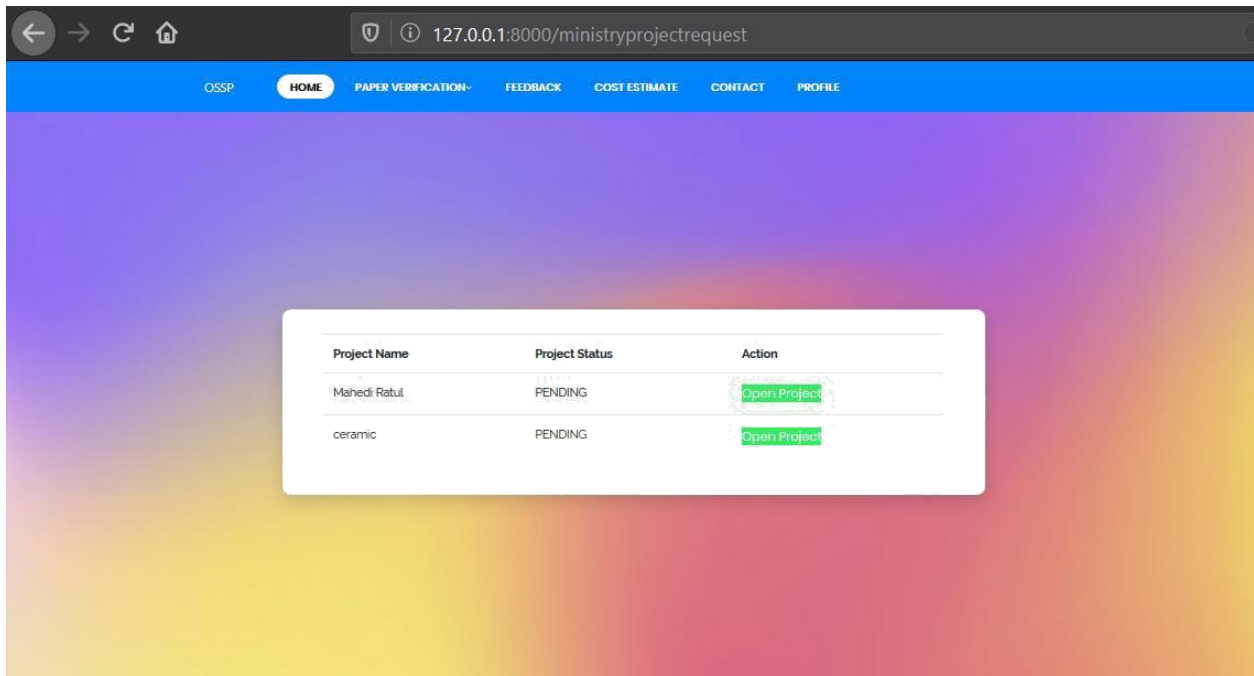 127.0.0.1:8000/ministryprojectrequest
OSSP HOME PAPER VERIFICATION FEEDBACK COST ESTIMATE CONTACT PROFILE
Project Name Project Status Action
Mahedi Ratul PENDING Open Project
ceramic PENDING Open Project